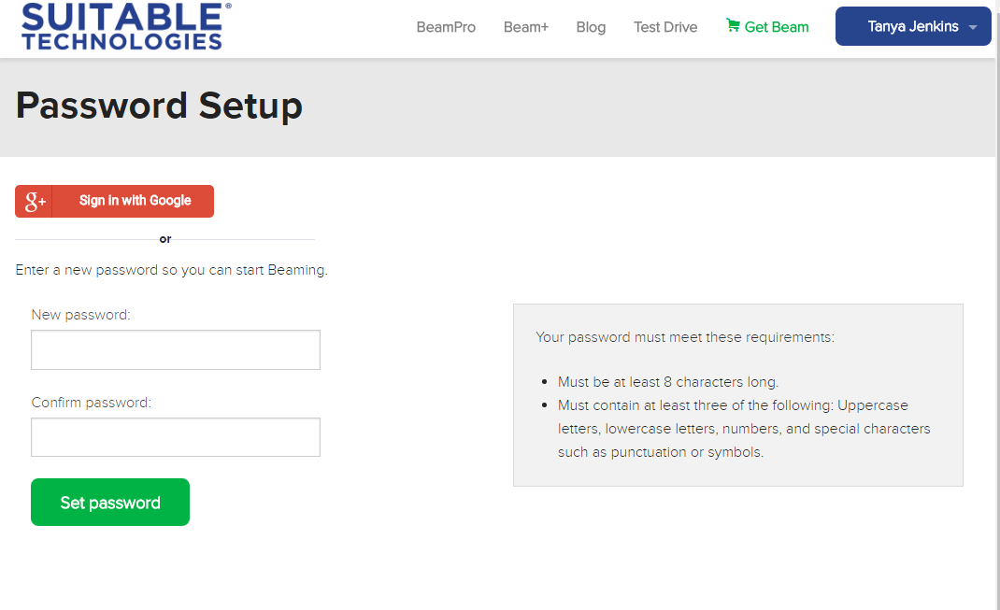 SUITABLE®
TECHNOLOGIES
BeamPro Beam+ Blog Test Drive Get Beam Tanya Jenkins
Password Setup
g+ Sign in with Google
or
Enter a new password so you can start Beaming.
New password:
Confirm password:
Set password
Your password must meet these requirements:
• Must be at least 8 characters long.
• Must contain at least three of the following: Uppercase
letters, lowercase letters, numbers, and special characters
such as punctuation or symbols.